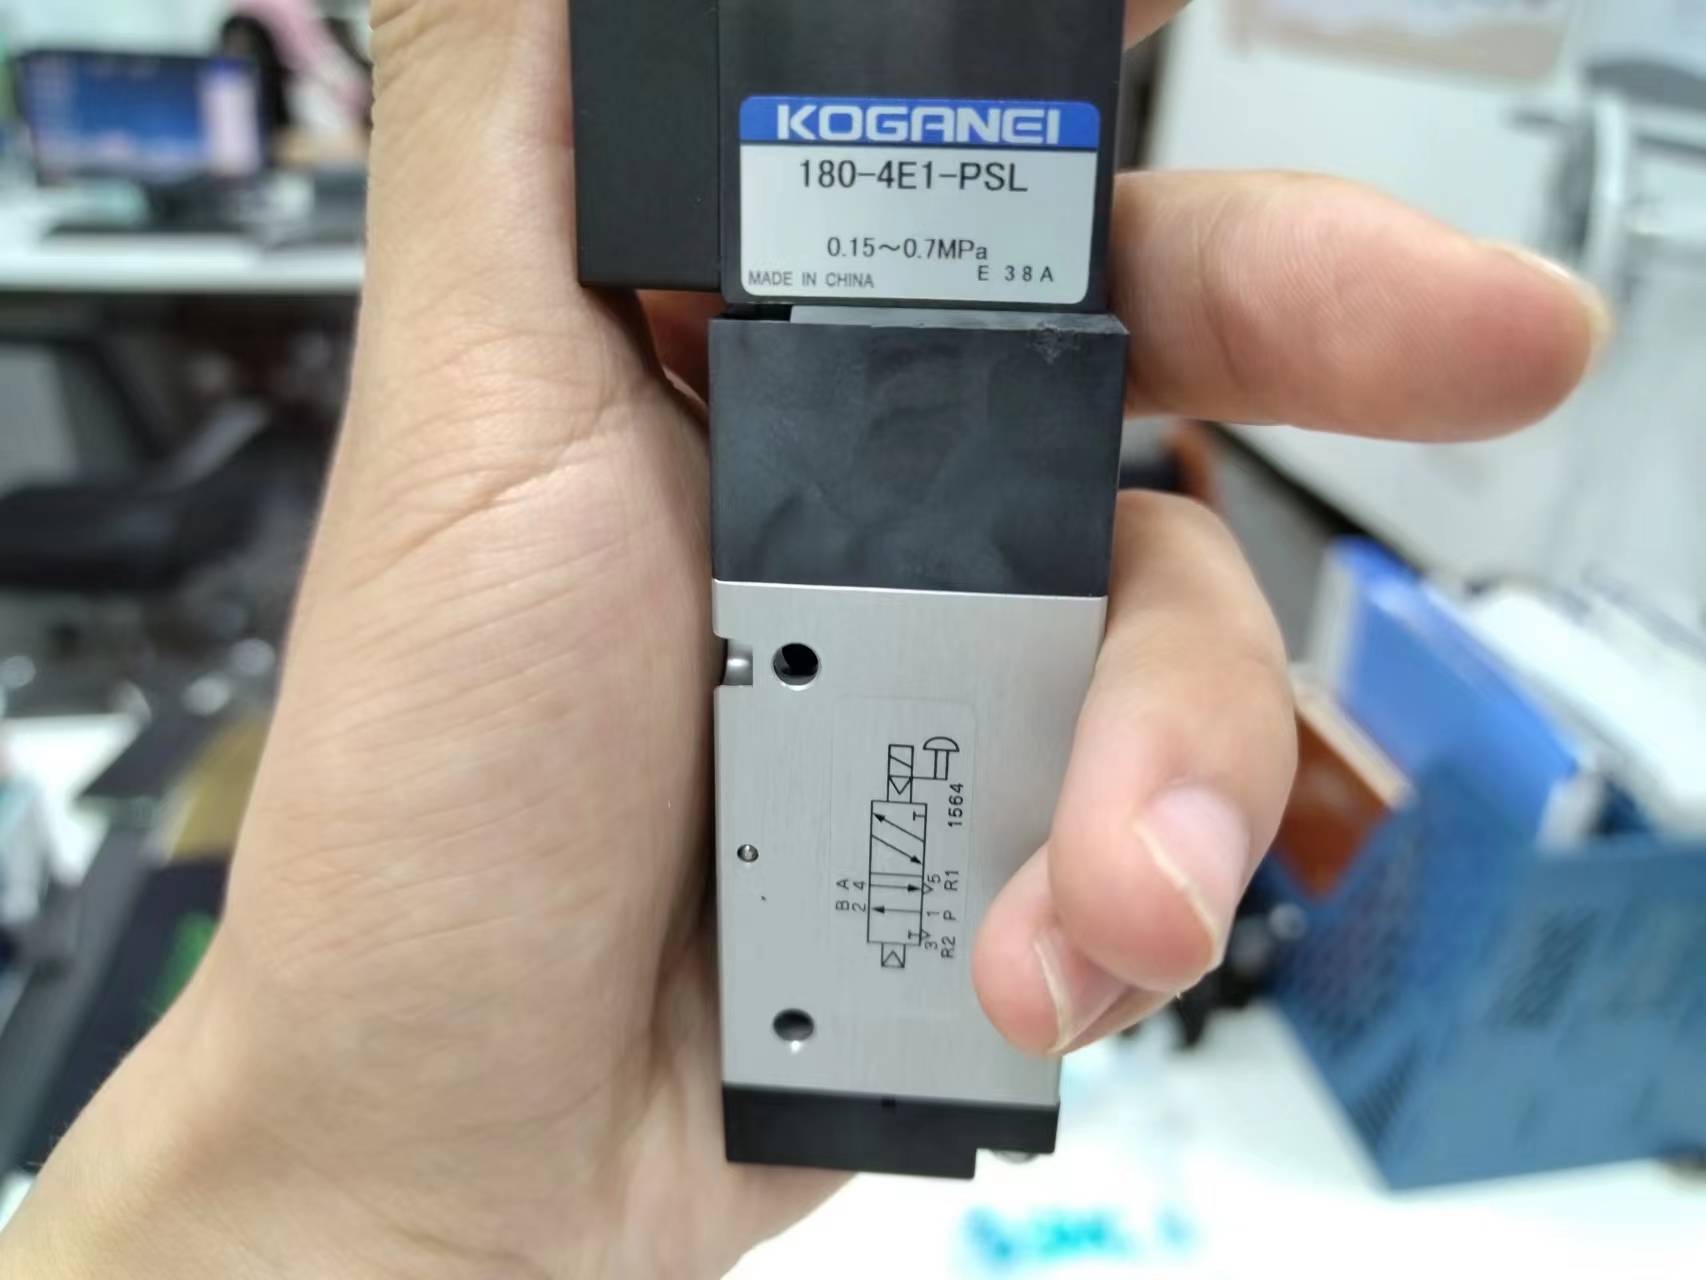 KOGANEI
180-4E1-PSL
0.15~0.7MPa
MADE IN CHINA E 38A
1564
B A
2 4
3 1 5
R2 P R1